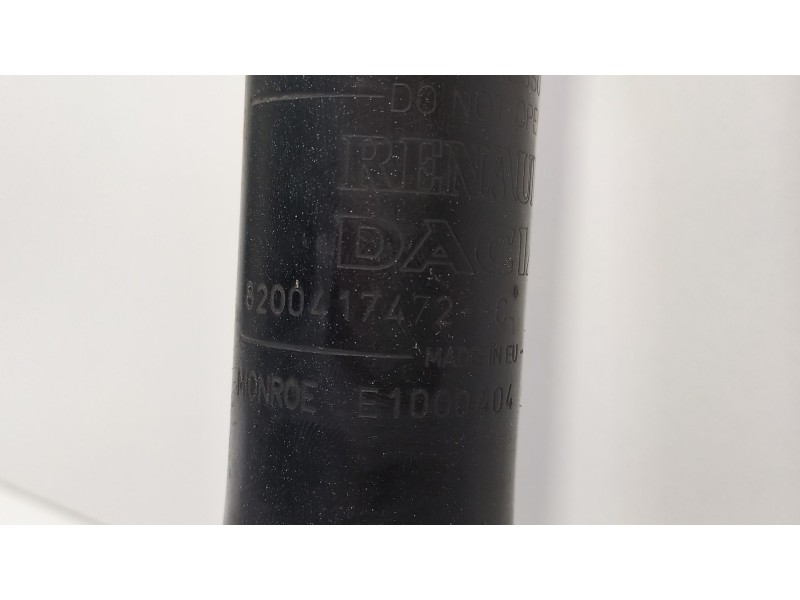 DO NOT OPE
RENAU
DACI
8200417472--C
MADE IN EU-
MONROE E1000404